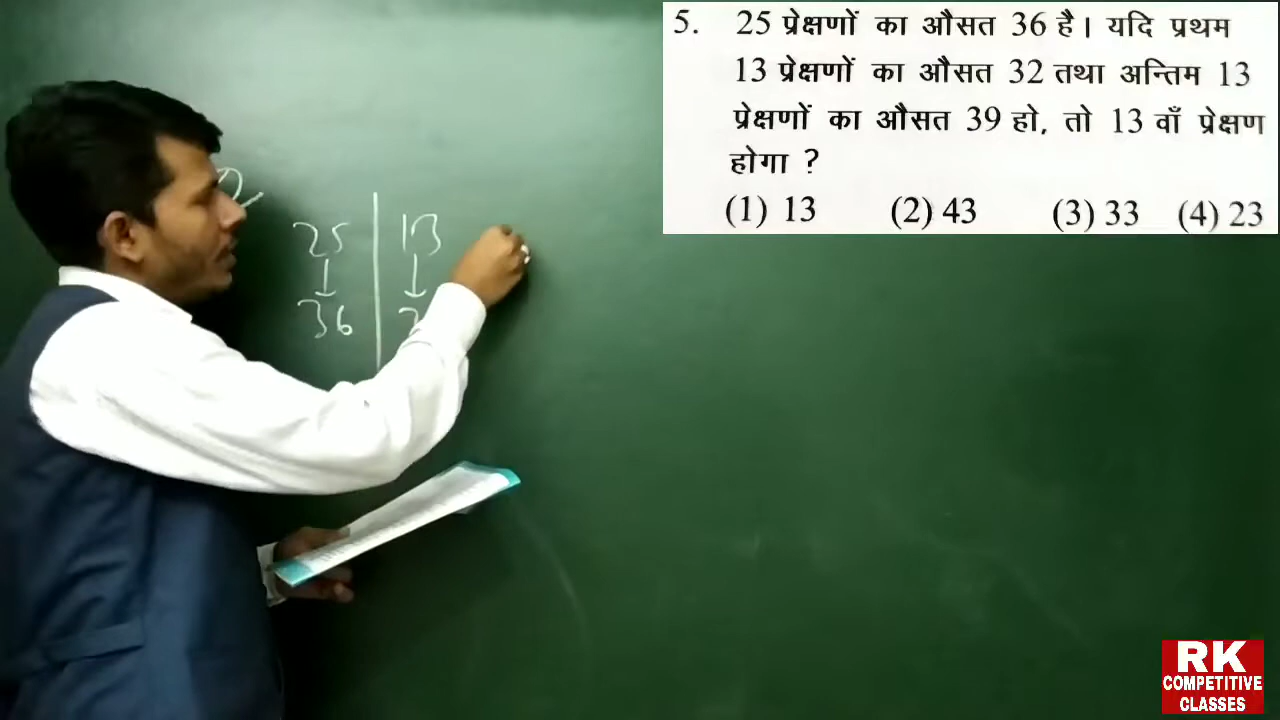 5. 25 प्रेक्षणों का औसत 36 है। यदि प्रथम
13 प्रेक्षणों का औसत 32 तथा अन्तिम 13
प्रेक्षणों का औसत 39 हो, तो 13 वाँ प्रेक्षण
होगा ?
(1) 13 (2) 43 (3) 33 (4) 23
25 13
36
RK
COMPETITIVE
CLASSES